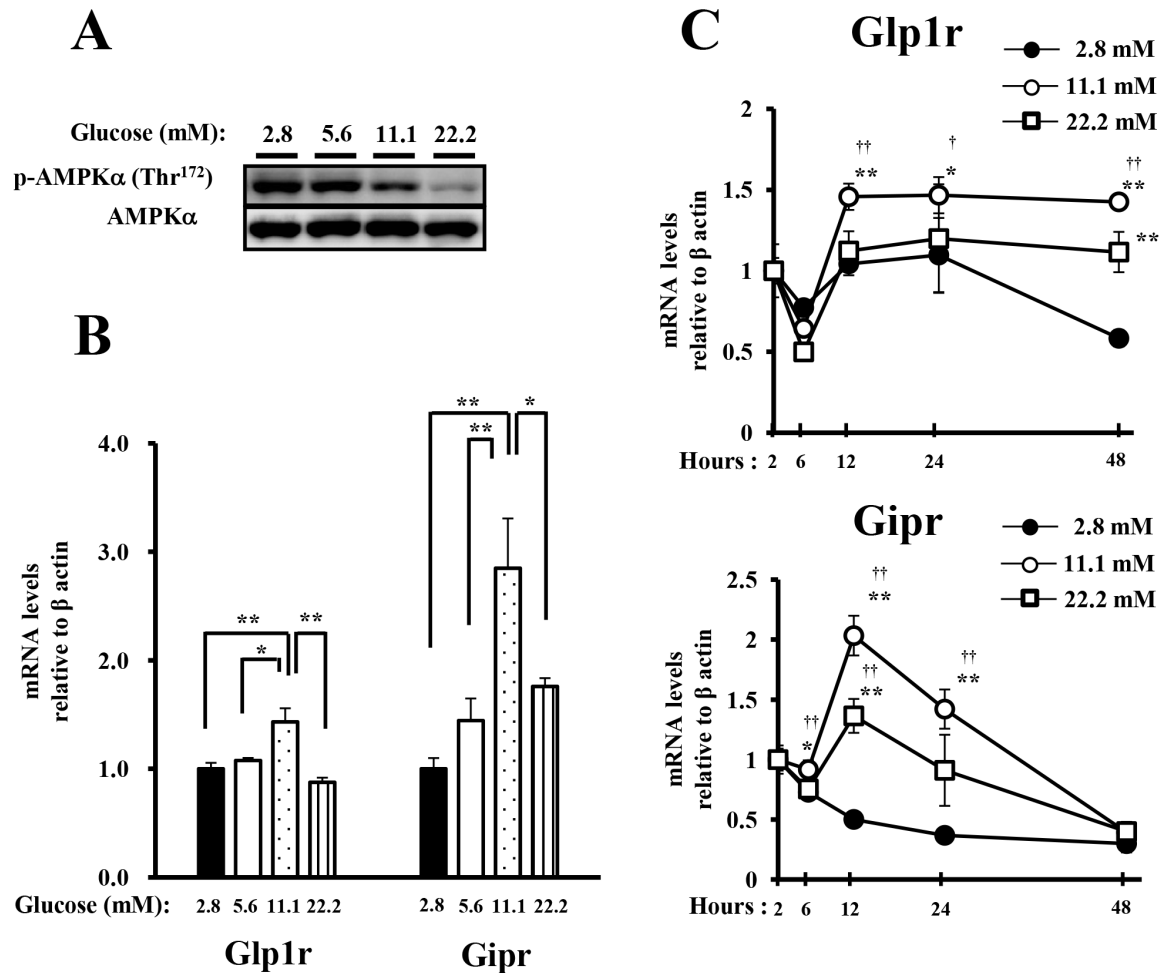 A
Glucose (mM):
2.8 5.6 11.1 22.2
p-AMPKα (Thr172)
AMPKα
B
mRNA levels
relative to β actin
4.0
3.0
2.0
1.0
0.0
** * **
** ** *
Glucose (mM):
2.8 5.6 11.1 22.2
2.8 5.6 11.1 22.2
Glp1r
Gipr
C
Glp1r
2.8 mM
11.1 mM
22.2 mM
mRNA levels
relative to β actin
2
1.5
1
0.5
0
†† † ††
** * **
**
Hours : 2 6 12 24 48
Gipr
2.8 mM
11.1 mM
22.2 mM
mRNA levels
relative to β actin
2.5
2
1.5
1
0.5
0
††
**
††
**
††
**
††
*
Hours : 2 6 12 24 48